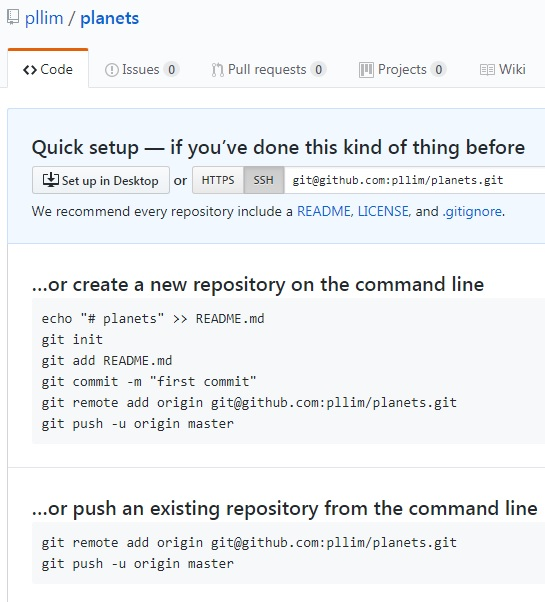 pllim / planets
Code Issues 0 Pull requests 0 Projects 0 Wiki
Quick setup — if you’ve done this kind of thing before
Set up in Desktop or HTTPS SSH git@github.com:pllim/planets.git
We recommend every repository include a README, LICENSE, and .gitignore.
…or create a new repository on the command line
echo "# planets" >> README.md
git init
git add README.md
git commit -m "first commit"
git remote add origin git@github.com:pllim/planets.git
git push -u origin master
…or push an existing repository from the command line
git remote add origin git@github.com:pllim/planets.git
git push -u origin master